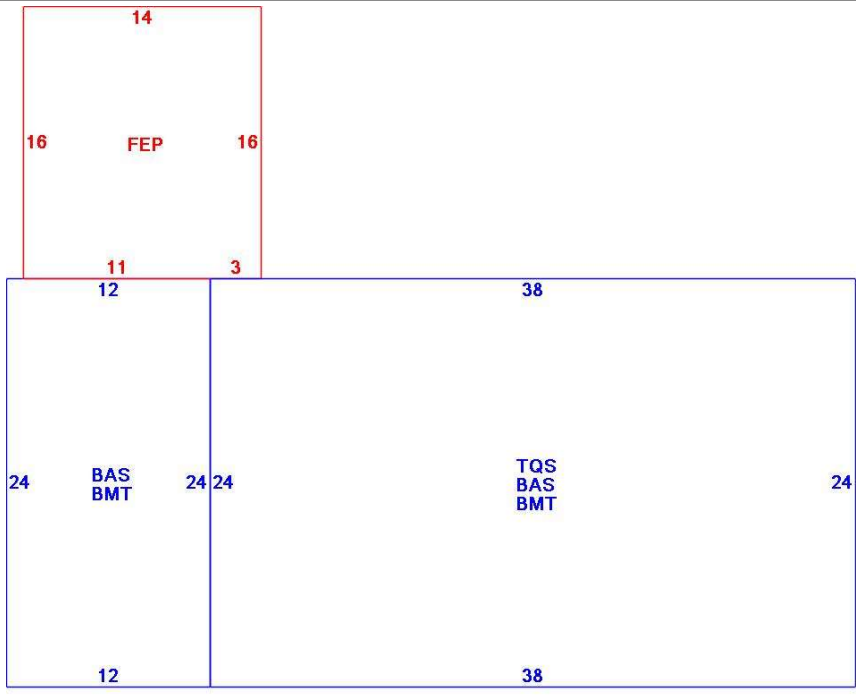 14
16 FEP 16
11 3
12 38
24 BAS
BMT 24 24 TQS
BAS
BMT 24
12 38